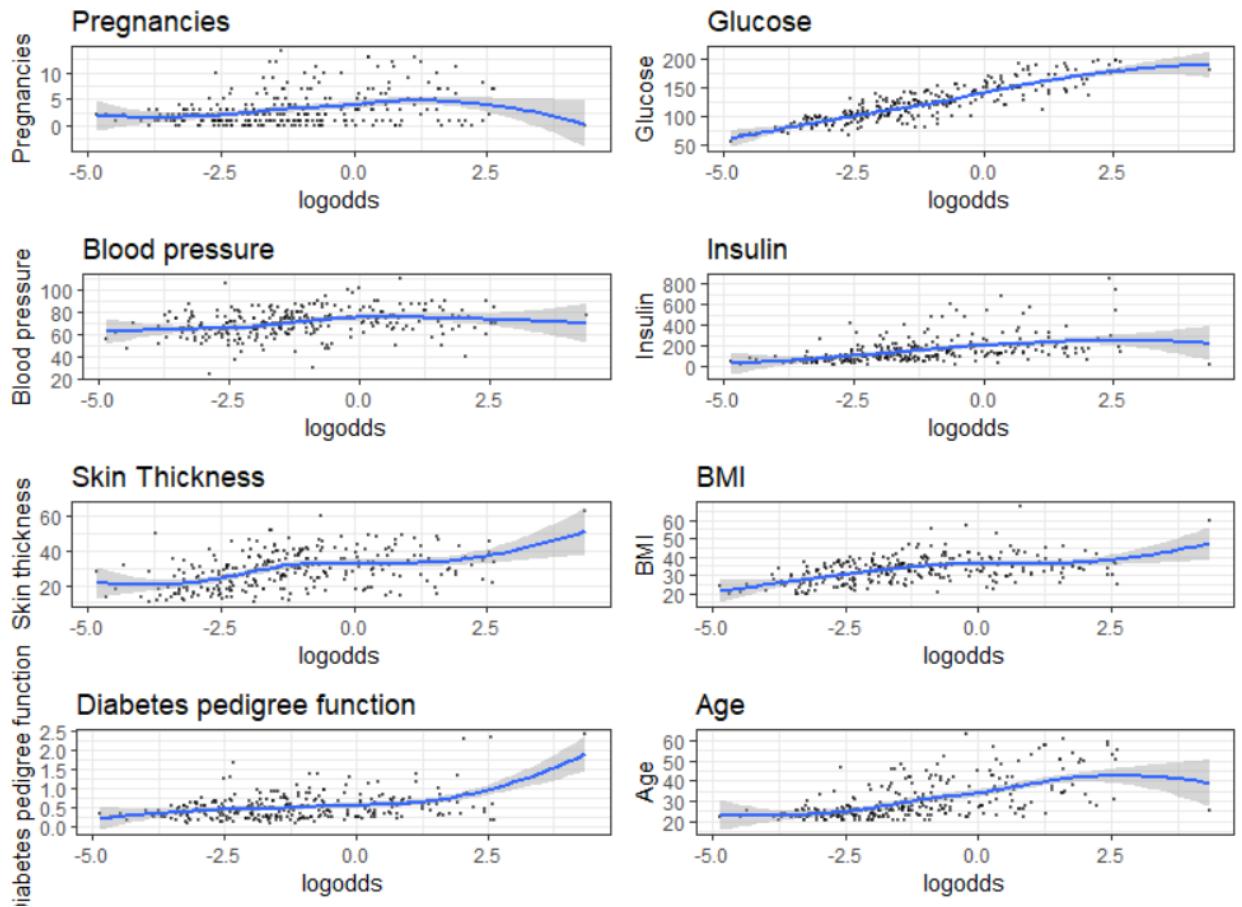 Pregnancies
Pregnancies
10
5
0
-5.0 -2.5 0.0 2.5
logodds
Glucose
Glucose
200
150
100
50
-5.0 -2.5 0.0 2.5
logodds
Blood pressure
Blood pressure
100
80
60
40
20
-5.0 -2.5 0.0 2.5
logodds
Insulin
Insulin
800
600
400
200
0
-5.0 -2.5 0.0 2.5
logodds
Skin Thickness
Skin thickness
60
40
20
-5.0 -2.5 0.0 2.5
logodds
BMI
BMI
60
50
40
30
20
-5.0 -2.5 0.0 2.5
logodds
Diabetes pedigree function
Diabetes pedigree function
2.5
2.0
1.5
1.0
0.5
0.0
-5.0 -2.5 0.0 2.5
logodds
Age
Age
60
50
40
30
20
-5.0 -2.5 0.0 2.5
logodds